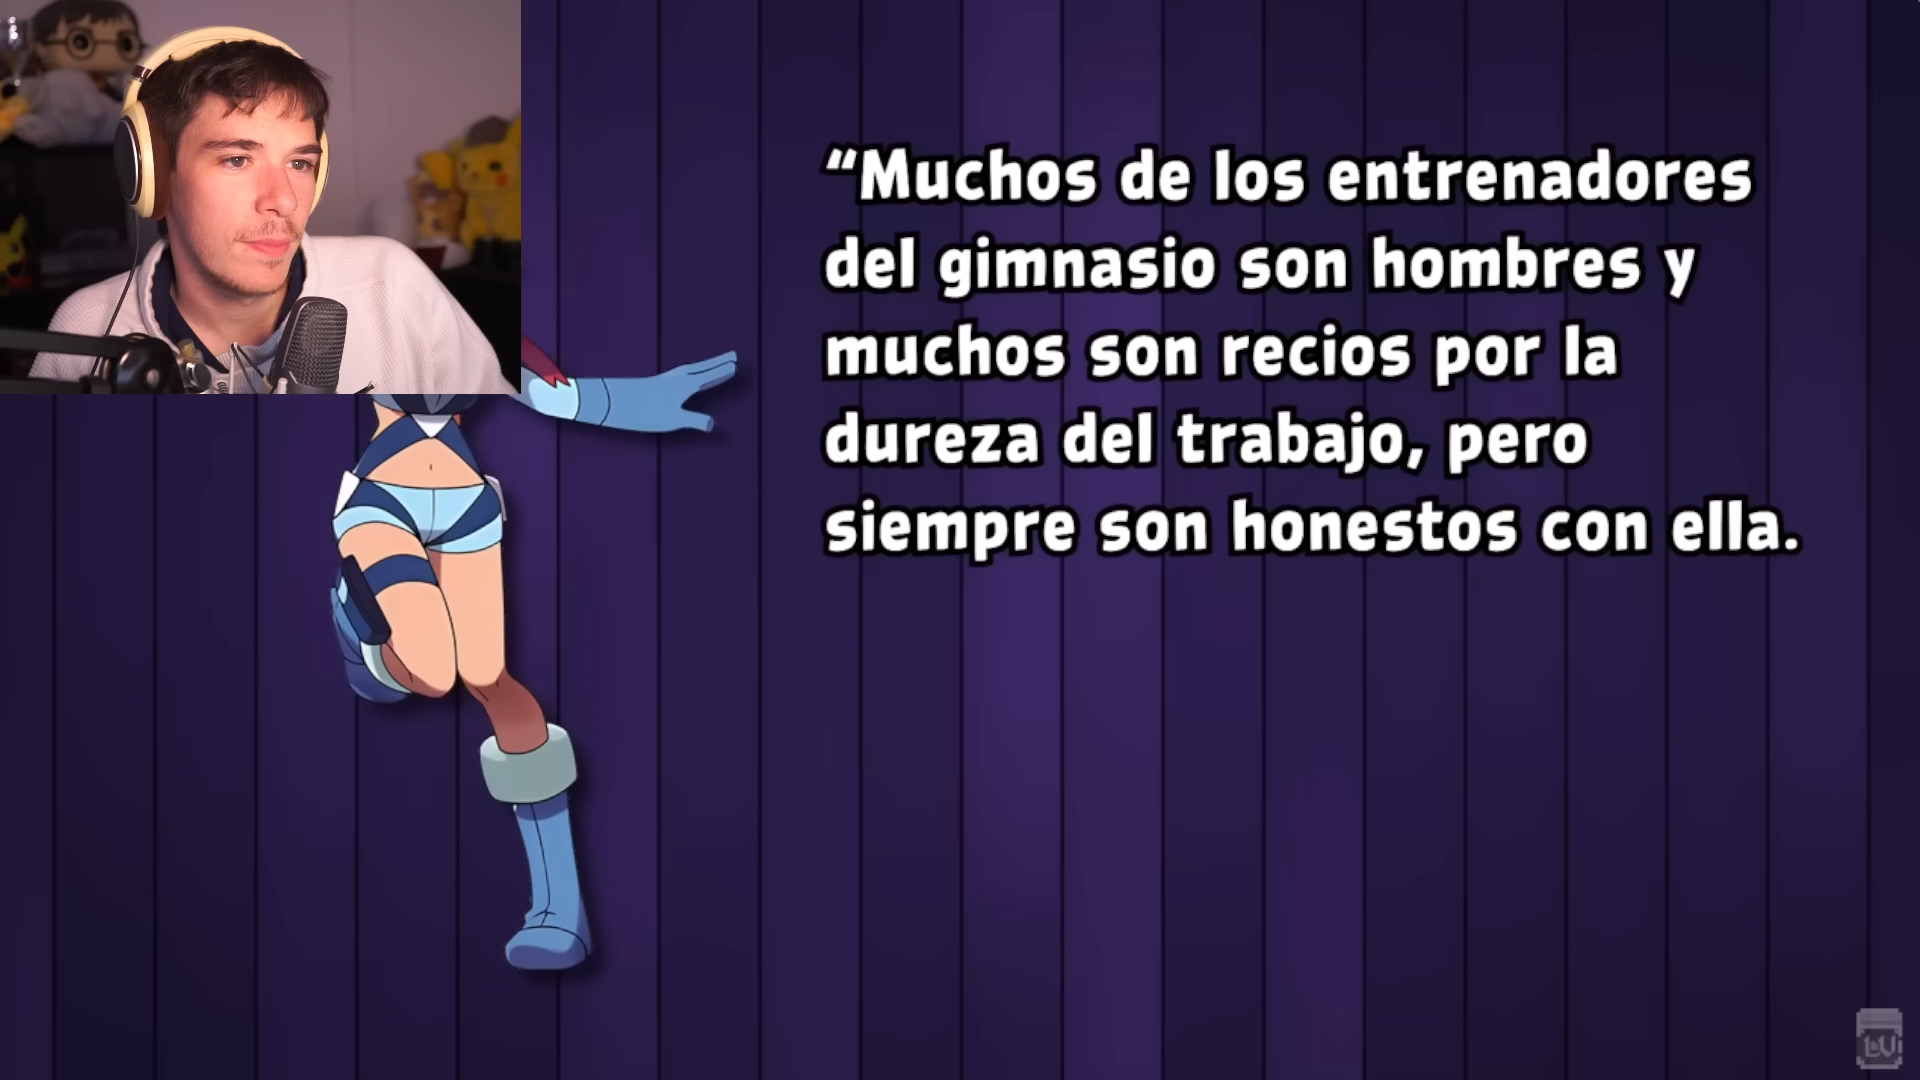 “Muchos de los entrenadores
del gimnasio son hombres y
muchos son recios por la
dureza del trabajo, pero
siempre son honestos con ella.